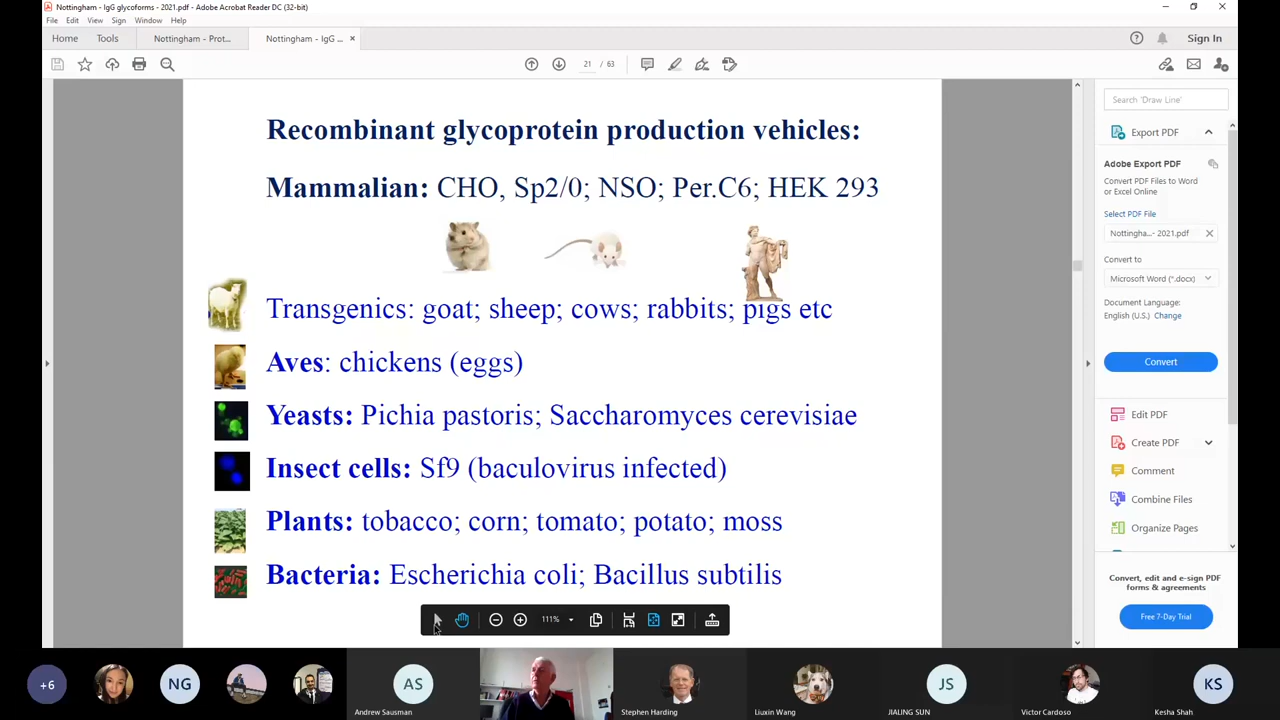 Nottingham - IgG glycoforms - 2021.pdf - Adobe Acrobat Reader DC (32-bit)
File Edit View Sign Window Help
Home Tools Nottingham - Prot... Nottingham - IgG ... ×
Sign In
21 / 63
Recombinant glycoprotein production vehicles:
Mammalian: CHO, Sp2/0; NSO; Per.C6; HEK 293
Transgenics: goat; sheep; cows; rabbits; pigs etc
Aves: chickens (eggs)
Yeasts: Pichia pastoris; Saccharomyces cerevisiae
Insect cells: Sf9 (baculovirus infected)
Plants: tobacco; corn; tomato; potato; moss
Bacteria: Escherichia coli; Bacillus subtilis
111%
Search 'Draw Line'
Export PDF
Adobe Export PDF
Convert PDF Files to Word
or Excel Online
Select PDF File
Nottingha...- 2021.pdf
Convert to
Microsoft Word (*.docx)
Document Language:
English (U.S.) Change
Convert
Edit PDF
Create PDF
Comment
Combine Files
Organize Pages
Convert, edit and e-sign PDF
forms & agreements
Free 7-Day Trial
+6
NG
AS
JS
KS
Andrew Sausman
Stephen Harding
Liuxin Wang
JIALING SUN
Victor Cardoso
Kesha Shah